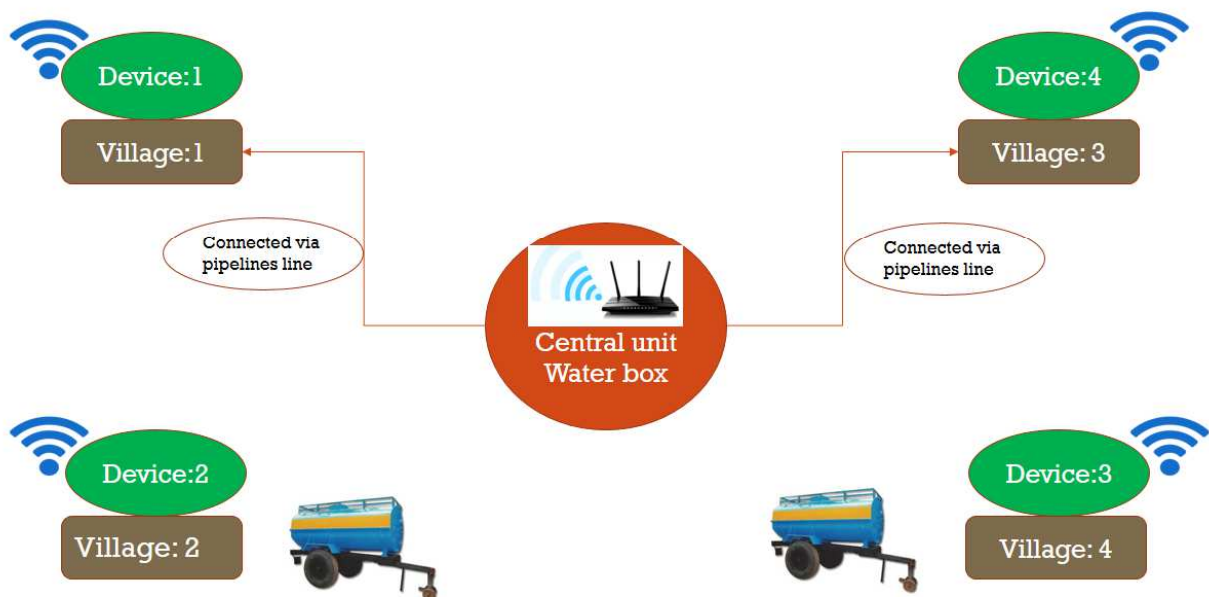 Device:1
Village:1
Device:4
Village: 3
Connected via
pipelines line
Connected via
pipelines line
Central unit
Water box
Device:2
Village: 2
Device:3
Village: 4